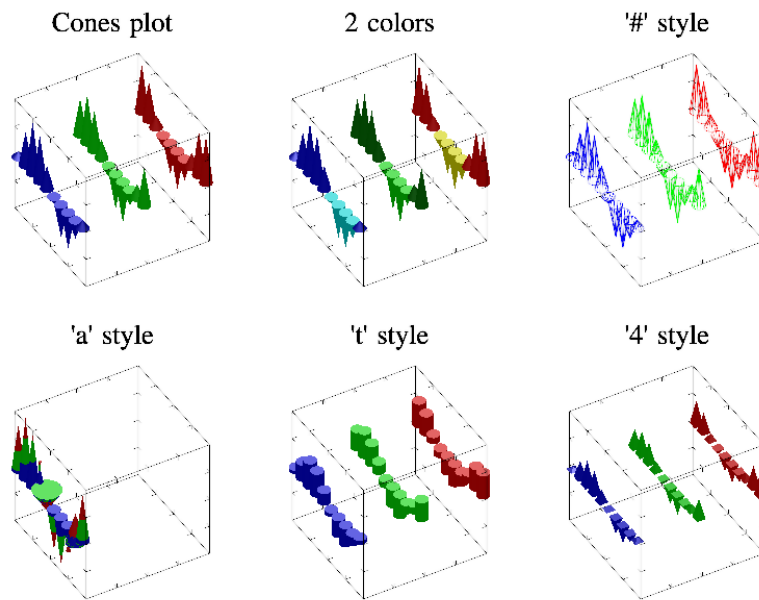 Cones plot
2 colors
'#' style
'a' style
't' style
'4' style